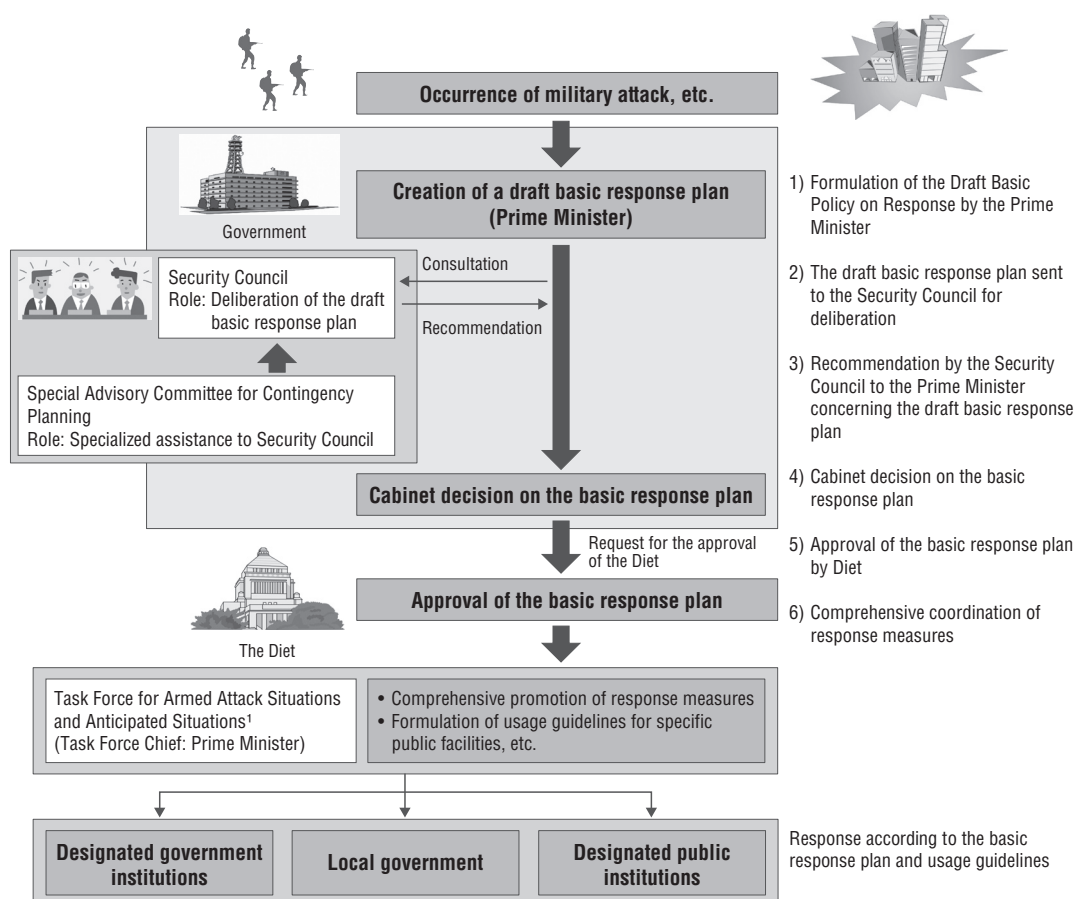 Occurrence of military attack, etc.
Creation of a draft basic response plan
(Prime Minister)
Government
Security Council
Role: Deliberation of the draft
basic response plan
Consultation
Recommendation
Special Advisory Committee for Contingency
Planning
Role: Specialized assistance to Security Council
Cabinet decision on the basic response plan
Request for the approval
of the Diet
Approval of the basic response plan
The Diet
Task Force for Armed Attack Situations
and Anticipated Situations¹
(Task Force Chief: Prime Minister)
• Comprehensive promotion of response measures
• Formulation of usage guidelines for specific
public facilities, etc.
Designated government
institutions
Local government
Designated public
institutions
1) Formulation of the Draft Basic
Policy on Response by the Prime
Minister
2) The draft basic response plan sent
to the Security Council for
deliberation
3) Recommendation by the Security
Council to the Prime Minister
concerning the draft basic response
plan
4) Cabinet decision on the basic
response plan
5) Approval of the basic response plan
by Diet
6) Comprehensive coordination of
response measures
Response according to the basic
response plan and usage guidelines